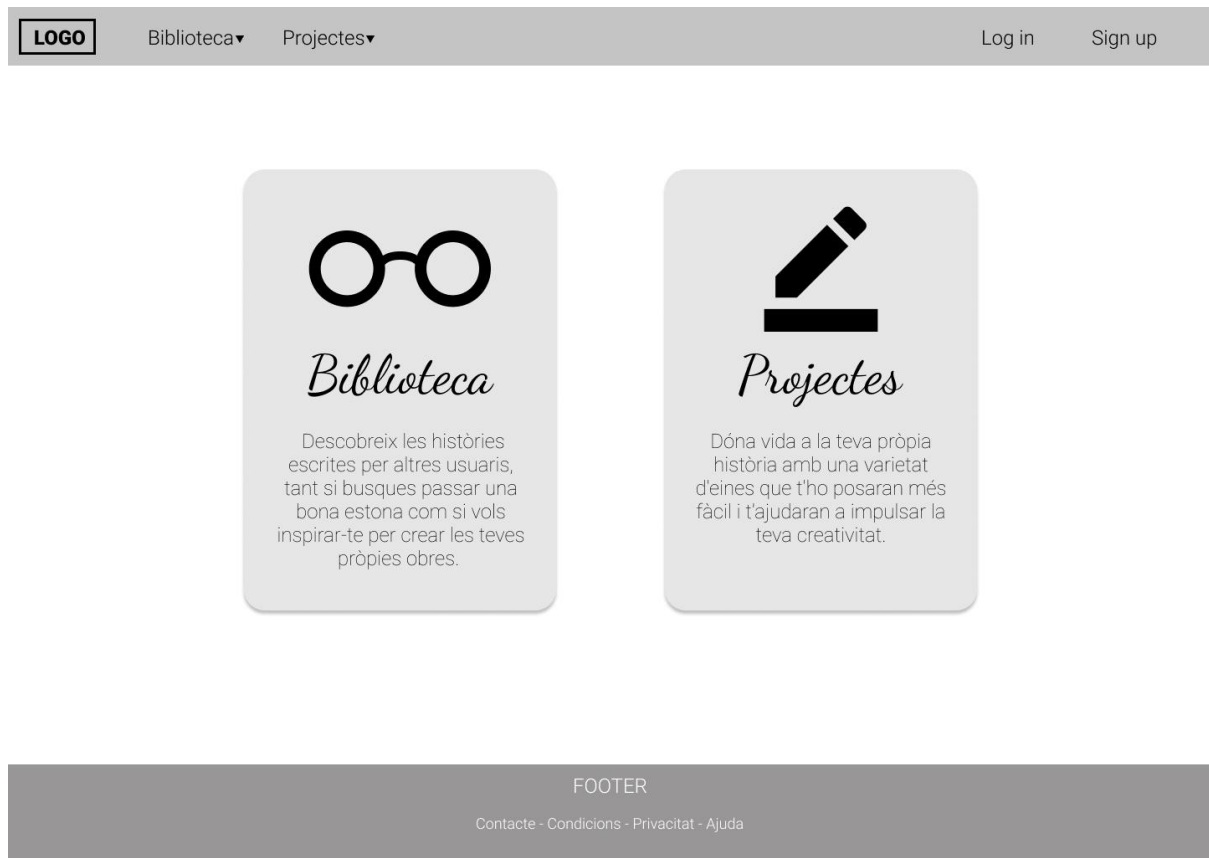 LOGO Biblioteca▾ Projectes▾ Log in Sign up
Biblioteca
Descobreix les històries
escrites per altres usuaris,
tant si busques passar una
bona estona com si vols
inspirar-te per crear les teves
pròpies obres.
Projectes
Dóna vida a la teva pròpia
història amb una varietat
d'eines que t'ho posaran més
fàcil i t'ajudaran a impulsar la
teva creativitat.
FOOTER
Contacte - Condicions - Privacitat - Ajuda